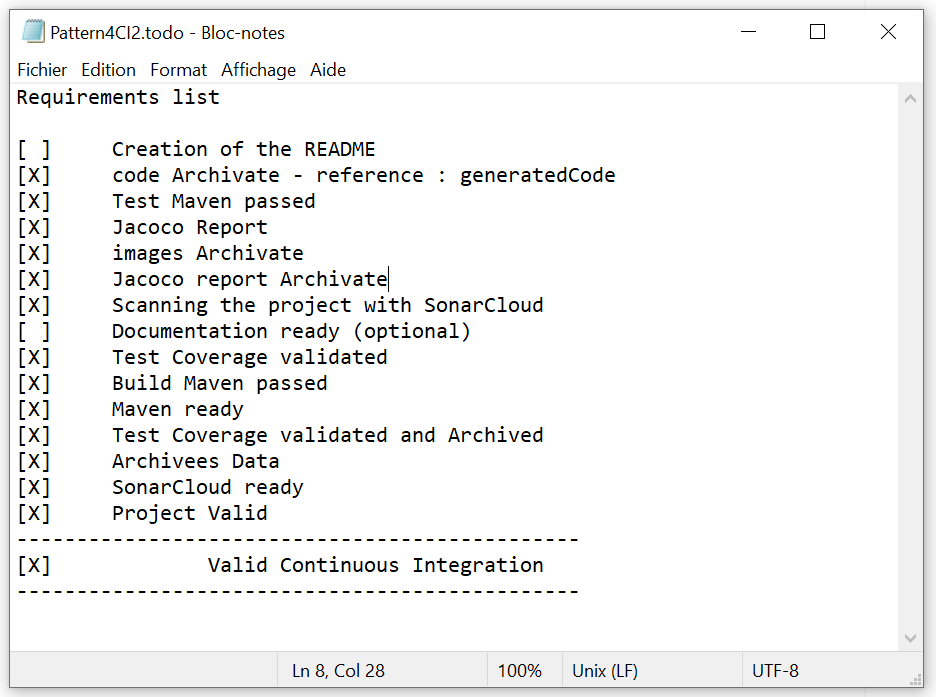 Pattern4CI2.todo - Bloc-notes
Fichier Edition Format Affichage Aide
Requirements list
[ ] Creation of the README
[X] code Archivate - reference : generatedCode
[X] Test Maven passed
[X] Jacoco Report
[X] images Archivate
[X] Jacoco report Archivate
[X] Scanning the project with SonarCloud
[ ] Documentation ready (optional)
[X] Test Coverage validated
[X] Build Maven passed
[X] Maven ready
[X] Test Coverage validated and Archived
[X] Archivees Data
[X] SonarCloud ready
[X] Project Valid
-----------------------------------------------
[X] Valid Continuous Integration
-----------------------------------------------
Ln 8, Col 28 100% Unix (LF) UTF-8